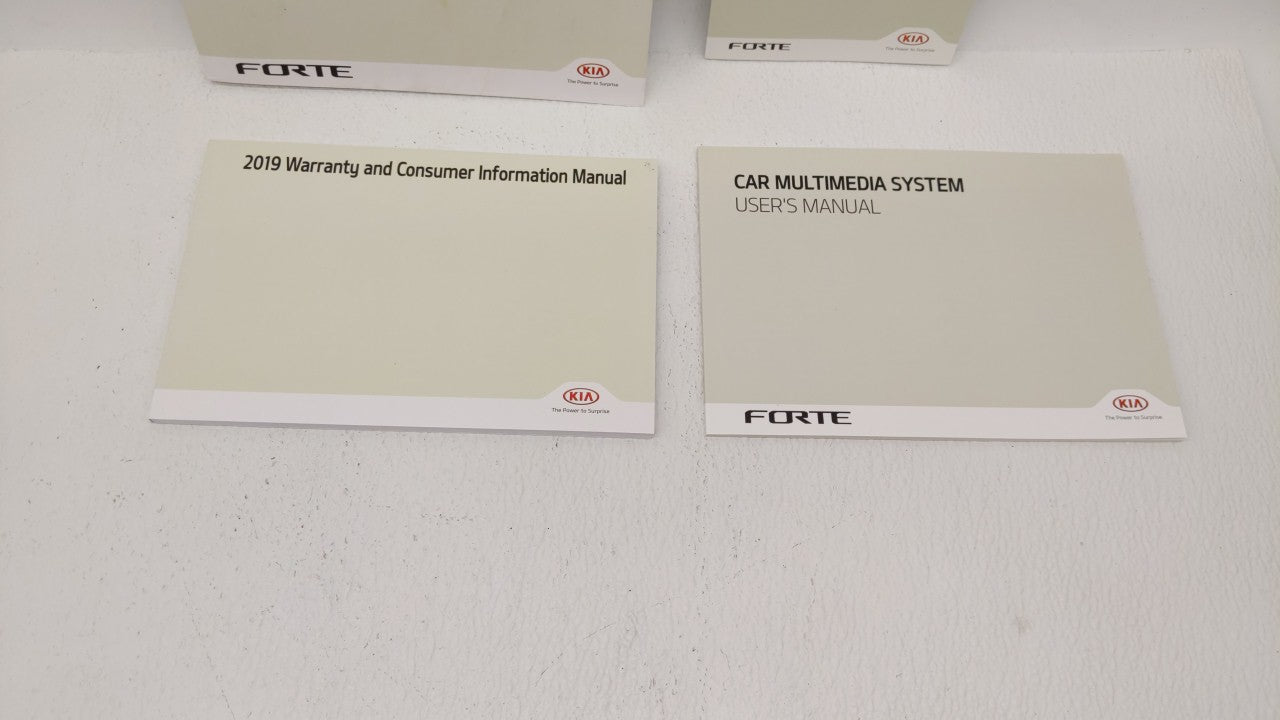 FORTE
KIA
The Power to Surprise
FORTE
KIA
The Power to Surprise
2019 Warranty and Consumer Information Manual
KIA
The Power to Surprise
CAR MULTIMEDIA SYSTEM
USER'S MANUAL
FORTE
KIA
The Power to Surprise